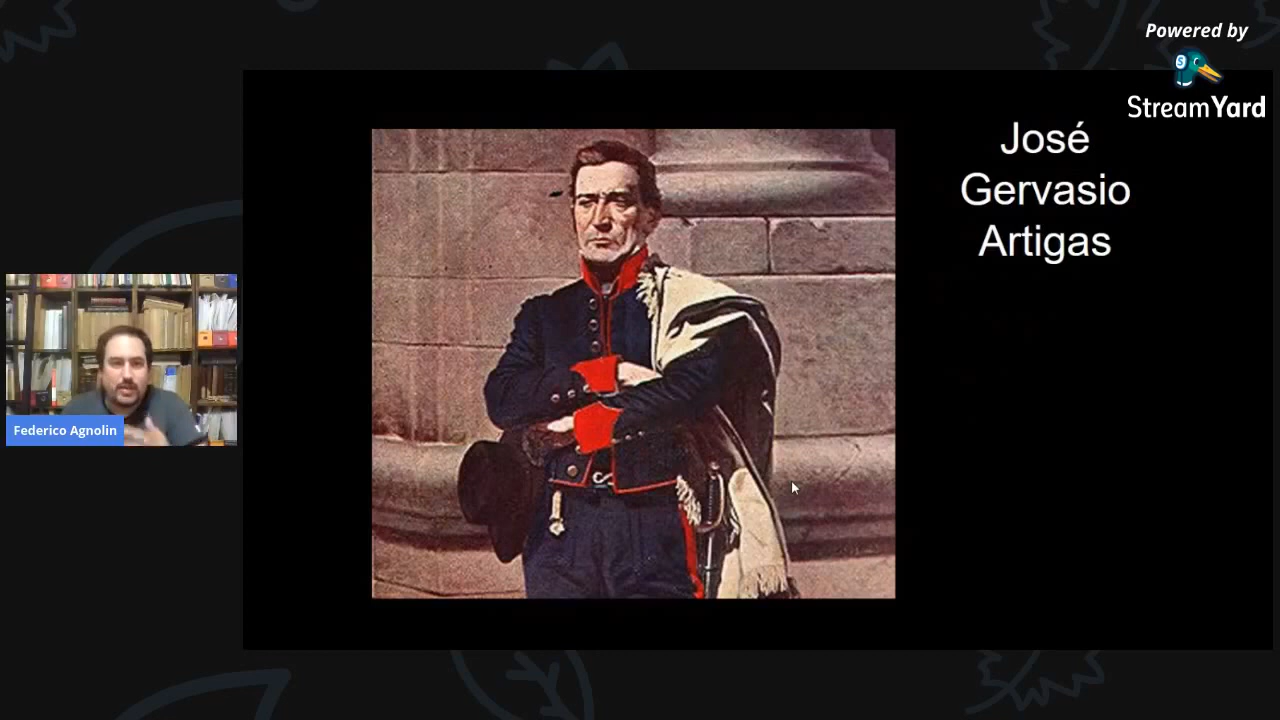 Powered by
StreamYard
José
Gervasio
Artigas
Federico Agnolin